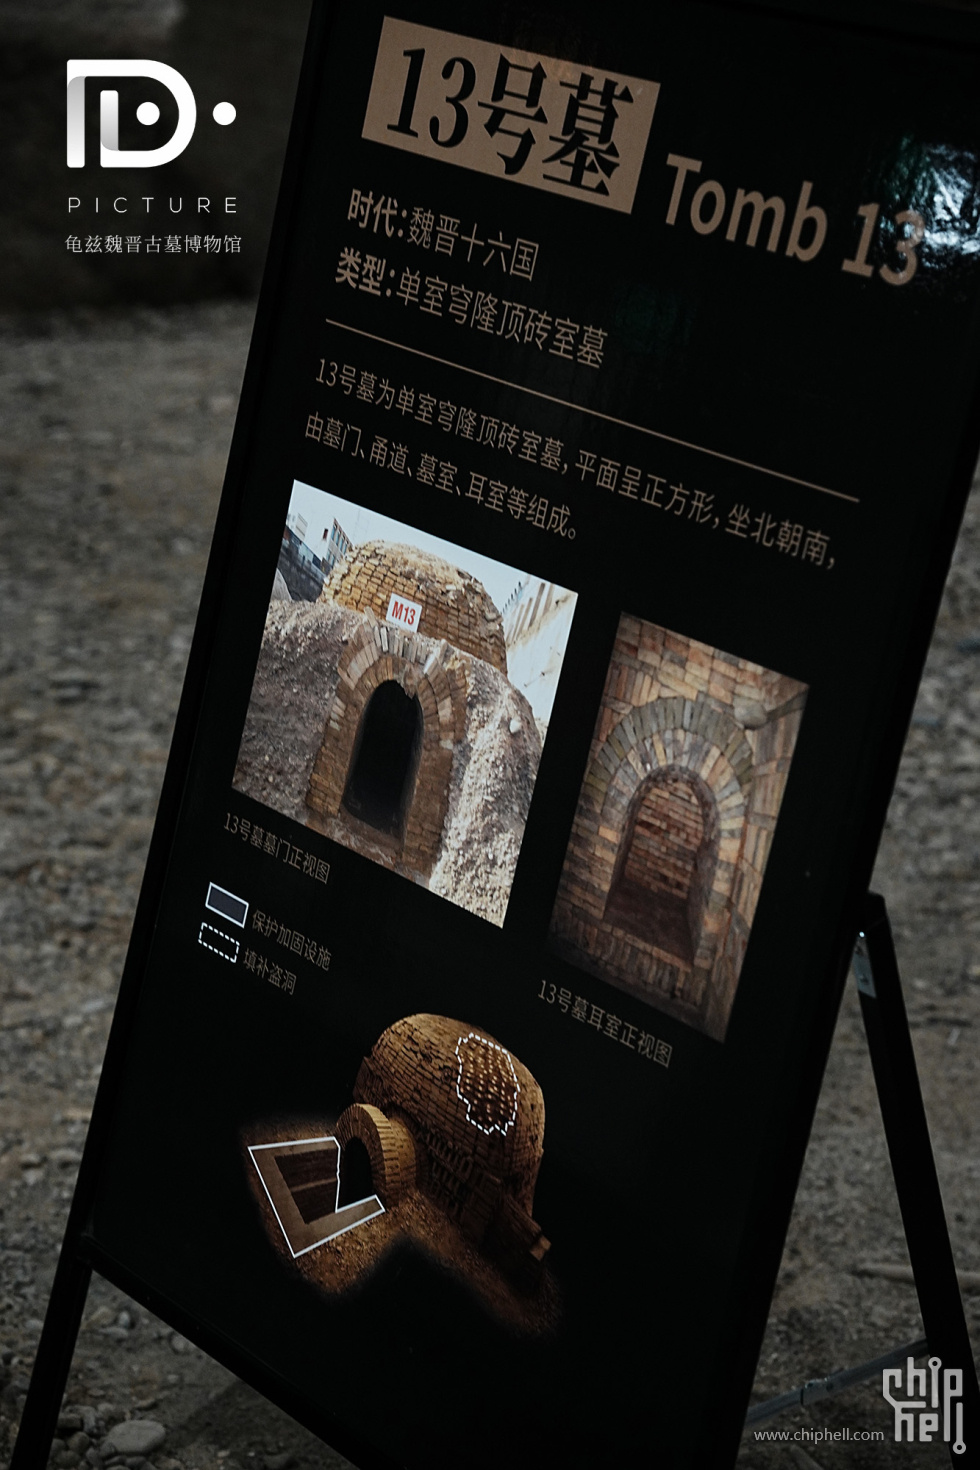 PICTURE
龟兹魏晋古墓博物馆
13号墓 Tomb 13
时代：魏晋十六国
类型：单室穹隆顶砖室墓
13号墓为单室穹隆顶砖室墓，平面呈正方形，坐北朝南，
由墓门、甬道、墓室、耳室等组成。
M13
13号墓墓门正视图
13号墓耳室正视图
保护加固设施
填补盗洞
www.chiphell.com
chip
hell